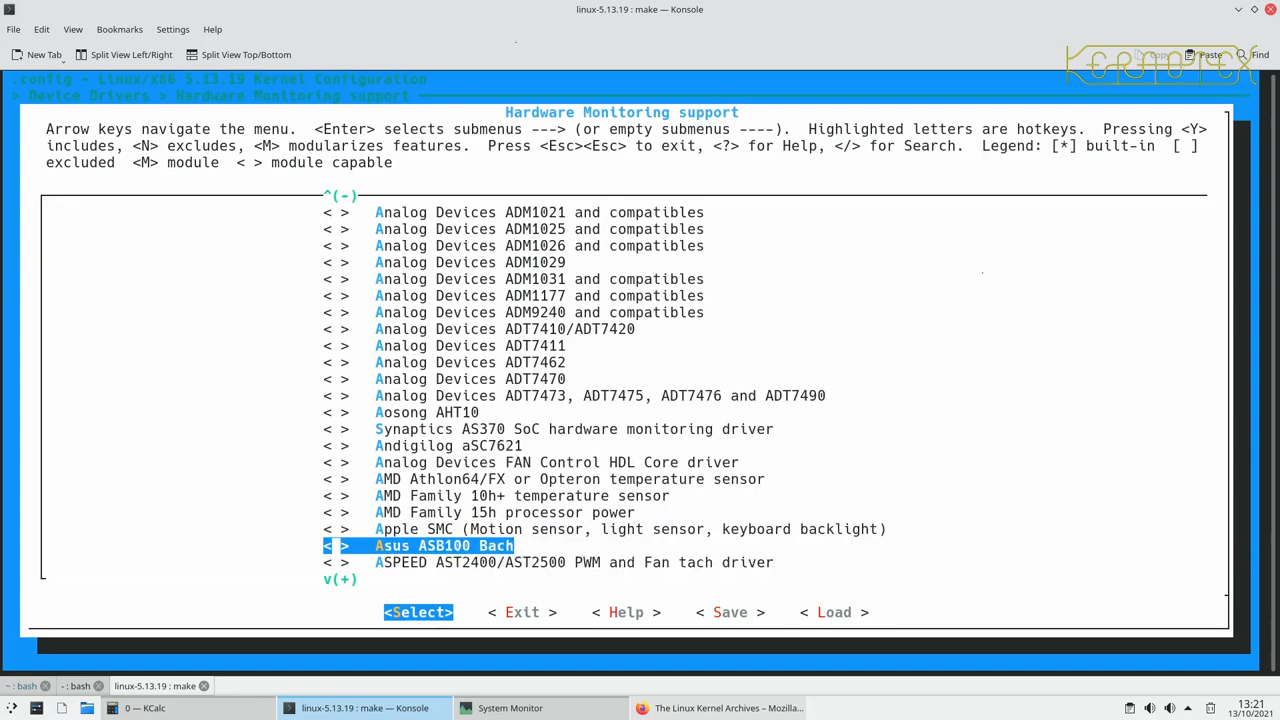 linux-5.13.19 : make — Konsole
File Edit View Bookmarks Settings Help
New Tab Split View Left/Right Split View Top/Bottom Copy Paste Find
KERNOTEX
.config - Linux/x86 5.13.19 Kernel Configuration
> Device Drivers > Hardware Monitoring support
Hardware Monitoring support
Arrow keys navigate the menu. <Enter> selects submenus ---> (or empty submenus ----). Highlighted letters are hotkeys. Pressing <Y>
includes, <N> excludes, <M> modularizes features. Press <Esc><Esc> to exit, <?> for Help, </> for Search. Legend: [*] built-in [ ]
excluded <M> module < > module capable
^(-)
< > Analog Devices ADM1021 and compatibles
< > Analog Devices ADM1025 and compatibles
< > Analog Devices ADM1026 and compatibles
< > Analog Devices ADM1029
< > Analog Devices ADM1031 and compatibles
< > Analog Devices ADM1177 and compatibles
< > Analog Devices ADM9240 and compatibles
< > Analog Devices ADT7410/ADT7420
< > Analog Devices ADT7411
< > Analog Devices ADT7462
< > Analog Devices ADT7470
< > Analog Devices ADT7473, ADT7475, ADT7476 and ADT7490
< > Aosong AHT10
< > Synaptics AS370 SoC hardware monitoring driver
< > Andigilog aSC7621
< > Analog Devices FAN Control HDL Core driver
< > AMD Athlon64/FX or Opteron temperature sensor
< > AMD Family 10h+ temperature sensor
< > AMD Family 15h processor power
< > Apple SMC (Motion sensor, light sensor, keyboard backlight)
< > Asus ASB100 Bach
< > ASPEED AST2400/AST2500 PWM and Fan tach driver
v(+)
<Select> < Exit > < Help > < Save > < Load >
~ : bash - : bash linux-5.13.19 : make
0 — KCalc linux-5.13.19 : make — Konsole System Monitor The Linux Kernel Archives – Mozilla... 13:21
13/10/2021